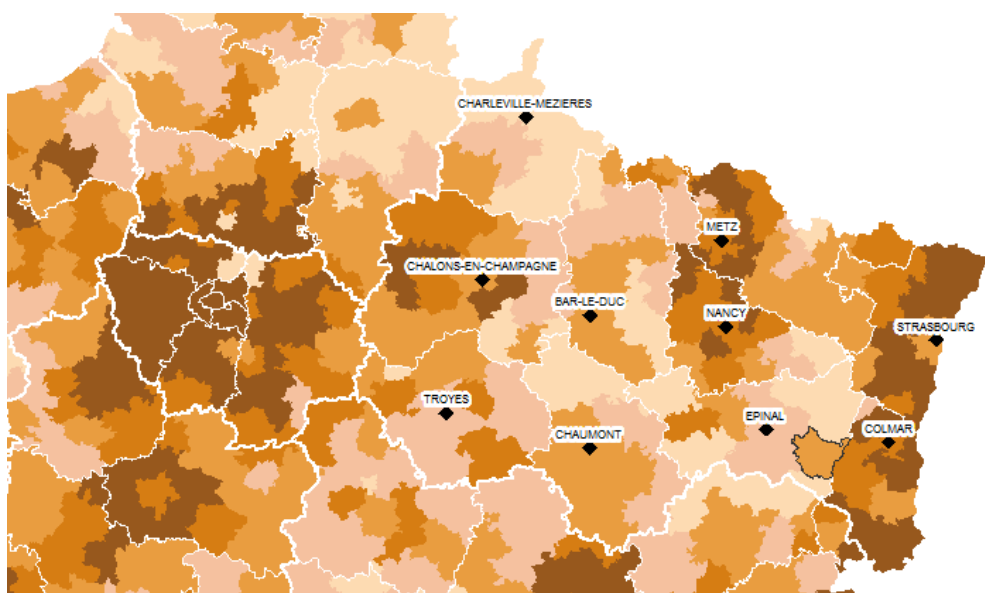 CHARLEVILLE-MEZIERES
METZ
CHALONS-EN-CHAMPAGNE
BAR-LE-DUC
NANCY
STRASBOURG
TROYES
EPINAL
CHAUMONT
COLMAR